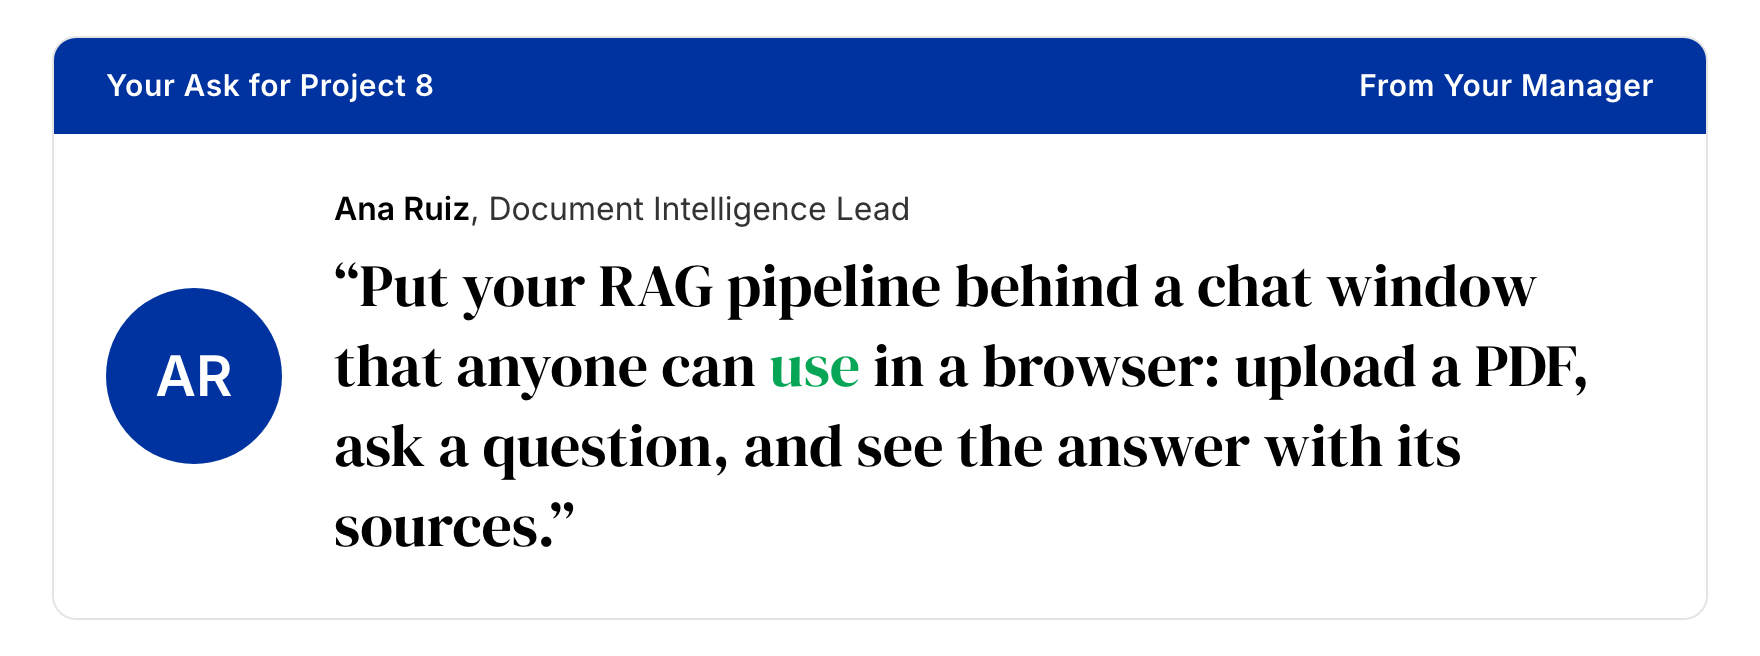 Your Ask for Project 8
From Your Manager
Ana Ruiz, Document Intelligence Lead
AR
“Put your RAG pipeline behind a chat window
that anyone can use in a browser: upload a PDF,
ask a question, and see the answer with its
sources.”